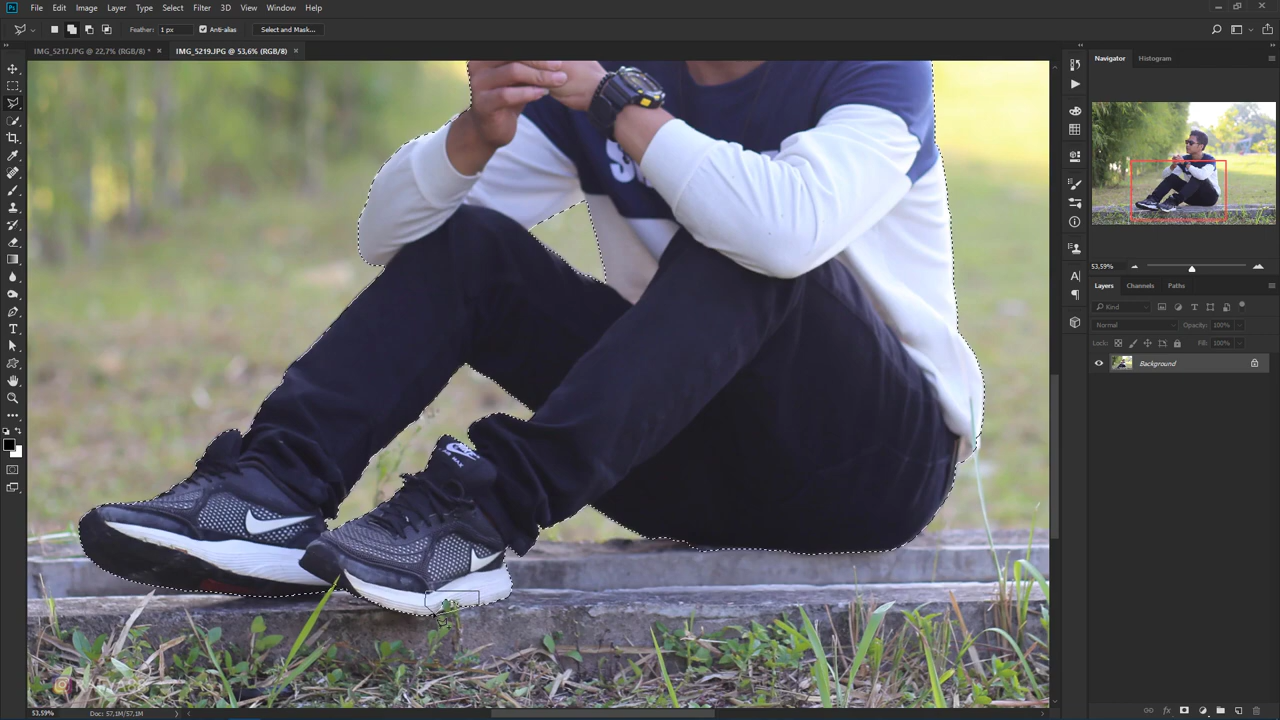 Ps File Edit Image Layer Type Select Filter 3D View Window Help
Feather: 1 px Anti-alias Select and Mask...
IMG_5217.JPG @ 22,7% (RGB/8) * × IMG_5219.JPG @ 53,6% (RGB/8) ×
Navigator Histogram
53,59%
Layers Channels Paths
Kind
Normal Opacity: 100%
Lock: Fill: 100%
Background
53,59% Doc: 57,1M/57,1M